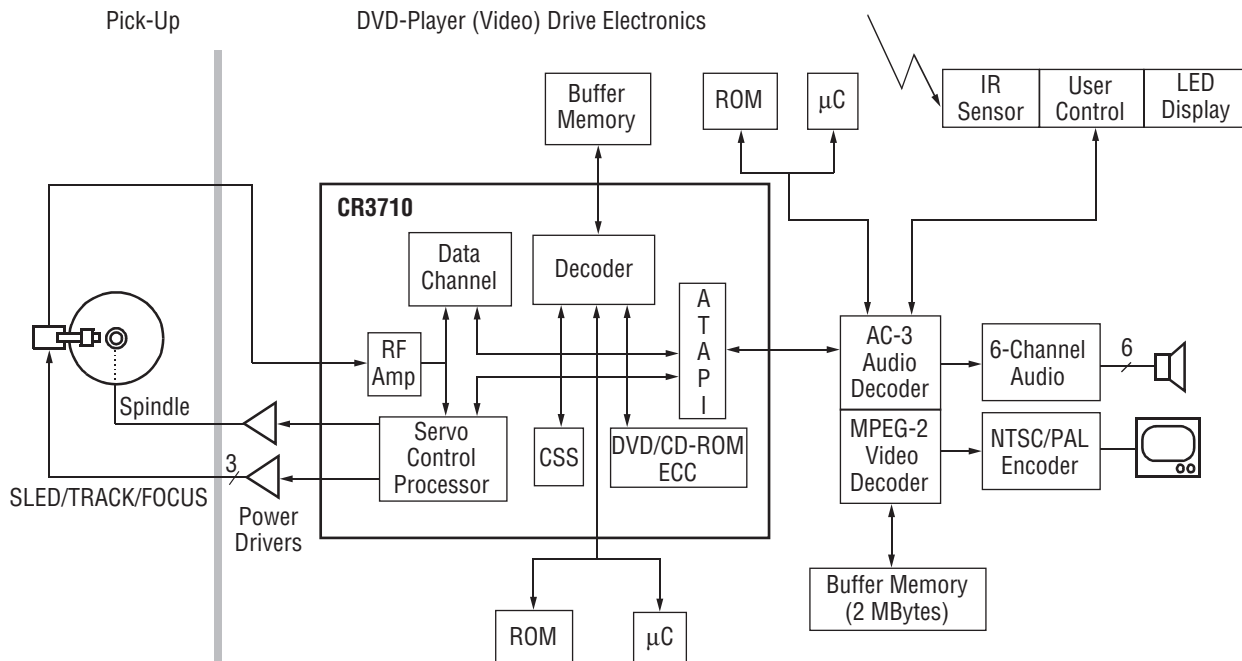 Pick-Up
DVD-Player (Video) Drive Electronics
IR
Sensor
User
Control
LED
Display
Buffer
Memory
ROM
μC
CR3710
Data
Channel
Decoder
A
T
A
P
I
RF
Amp
Servo
Control
Processor
CSS
DVD/CD-ROM
ECC
Spindle
3
SLED/TRACK/FOCUS
Power
Drivers
AC-3
Audio
Decoder
6-Channel
Audio
6
MPEG-2
Video
Decoder
NTSC/PAL
Encoder
Buffer Memory
(2 MBytes)
ROM
μC